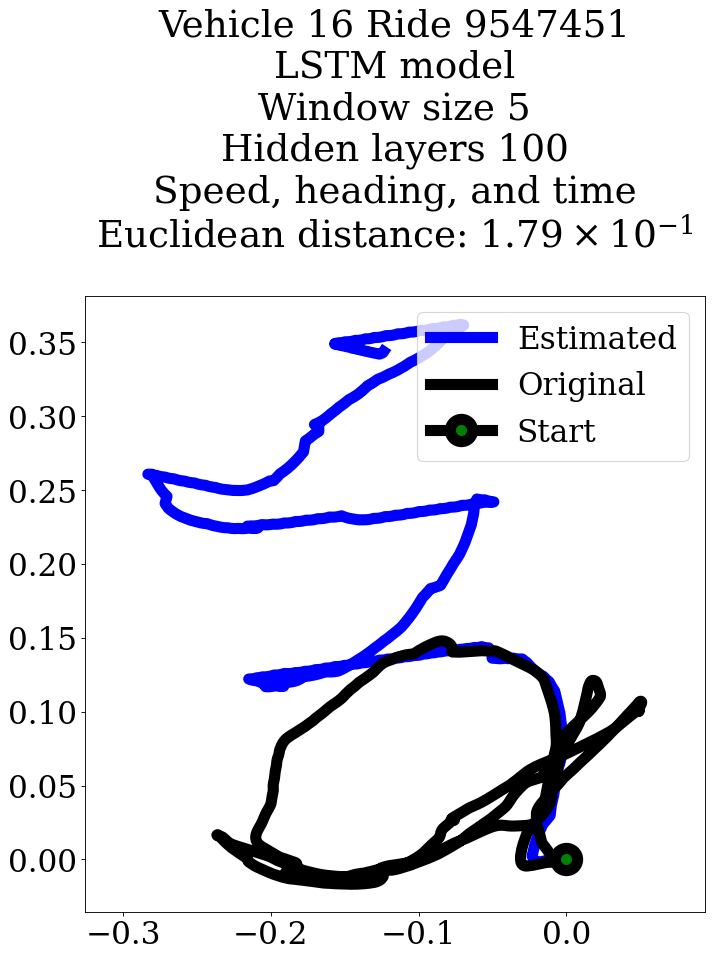 Vehicle 16 Ride 9547451
LSTM model
Window size 5
Hidden layers 100
Speed, heading, and time
Euclidean distance: 1.79 × 10⁻¹
Estimated
Original
Start
0.35
0.30
0.25
0.20
0.15
0.10
0.05
0.00
−0.3 −0.2 −0.1 0.0